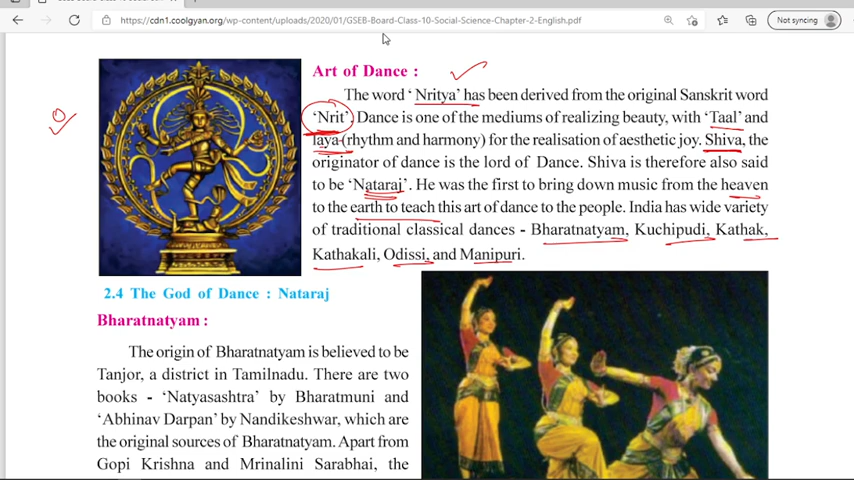 https://cdn1.coolgyan.org/wp-content/uploads/2020/01/GSEB-Board-Class-10-Social-Science-Chapter-2-English.pdf
Not syncing
Art of Dance :
The word ‘ Nritya’ has been derived from the original Sanskrit word
‘Nrit’. Dance is one of the mediums of realizing beauty, with ‘Taal’ and
laya (rhythm and harmony) for the realisation of aesthetic joy. Shiva, the
originator of dance is the lord of Dance. Shiva is therefore also said
to be ‘Nataraj’. He was the first to bring down music from the heaven
to the earth to teach this art of dance to the people. India has wide variety
of traditional classical dances - Bharatnatyam, Kuchipudi, Kathak,
Kathakali, Odissi, and Manipuri.
2.4 The God of Dance : Nataraj
Bharatnatyam :
The origin of Bharatnatyam is believed to be
Tanjor, a district in Tamilnadu. There are two
books - ‘Natyasashtra’ by Bharatmuni and
‘Abhinav Darpan’ by Nandikeshwar, which are
the original sources of Bharatnatyam. Apart from
Gopi Krishna and Mrinalini Sarabhai, the